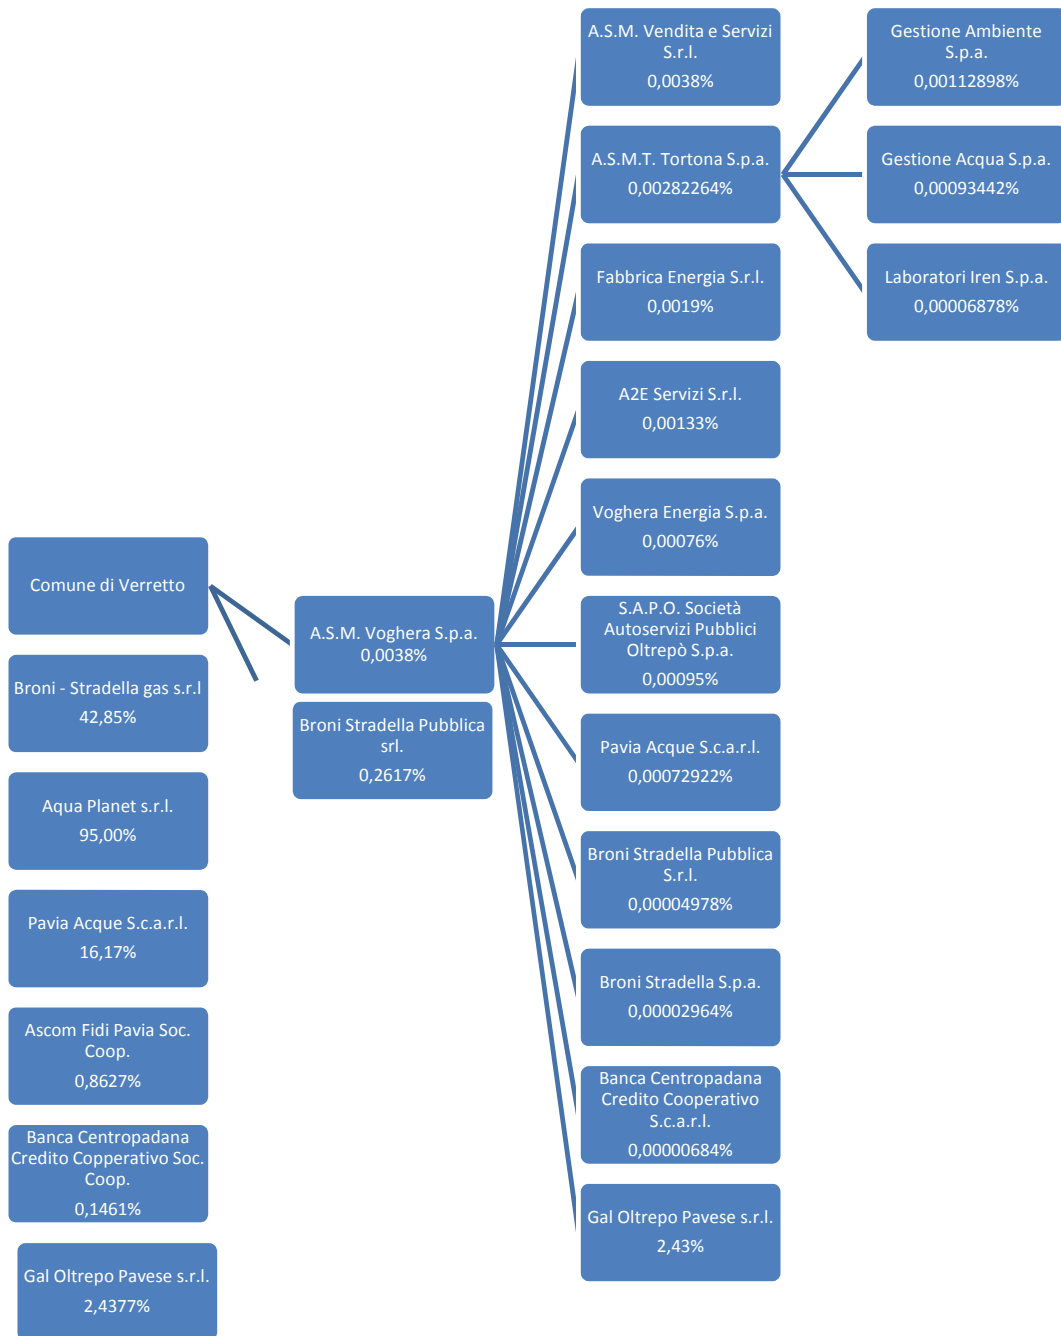 Comune di Verretto
Broni - Stradella gas s.r.l
42,85%
Aqua Planet s.r.l.
95,00%
Pavia Acque S.c.a.r.l.
16,17%
Ascom Fidi Pavia Soc.
Coop.
0,8627%
Banca Centropadana
Credito Copperativo Soc.
Coop.
0,1461%
Gal Oltrepo Pavese s.r.l.
2,4377%
A.S.M. Voghera S.p.a.
0,0038%
Broni Stradella Pubblica
srl.
0,2617%
A.S.M. Vendita e Servizi
S.r.l.
0,0038%
A.S.M.T. Tortona S.p.a.
0,00282264%
Fabbrica Energia S.r.l.
0,0019%
A2E Servizi S.r.l.
0,00133%
Voghera Energia S.p.a.
0,00076%
S.A.P.O. Società
Autoservizi Pubblici
Oltrepò S.p.a.
0,00095%
Pavia Acque S.c.a.r.l.
0,00072922%
Broni Stradella Pubblica
S.r.l.
0,00004978%
Broni Stradella S.p.a.
0,00002964%
Banca Centropadana
Credito Cooperativo
S.c.a.r.l.
0,00000684%
Gal Oltrepo Pavese s.r.l.
2,43%
Gestione Ambiente
S.p.a.
0,00112898%
Gestione Acqua S.p.a.
0,00093442%
Laboratori Iren S.p.a.
0,00006878%